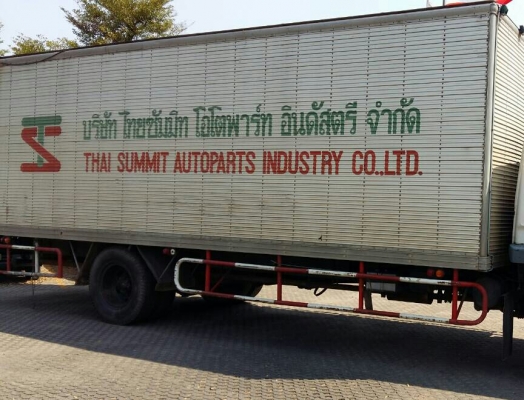 บริษัท ไทยซัมมิท โอโตพาร์ท อินดัสตรี จำกัด
THAI SUMMIT AUTOPARTS INDUSTRY CO.,LTD.